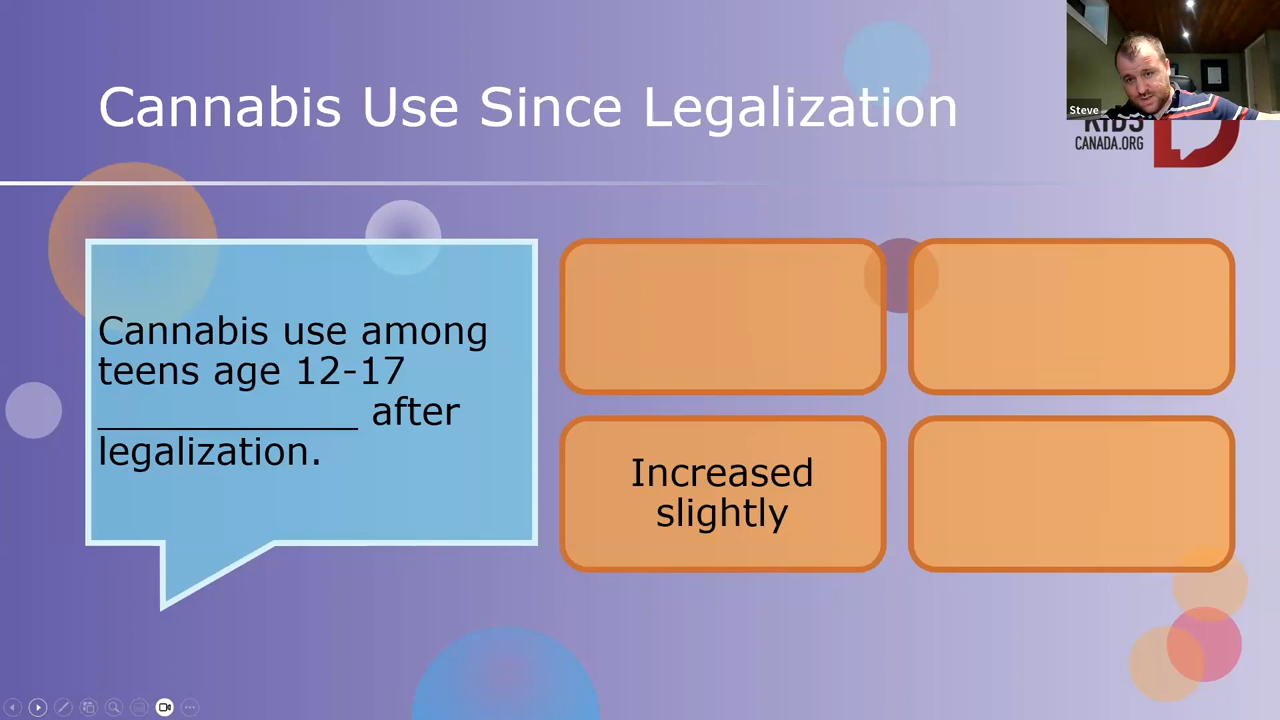 Cannabis Use Since Legalization
Steve
KIDS
CANADA.ORG
Cannabis use among
teens age 12-17
_____________ after
legalization.
Increased
slightly